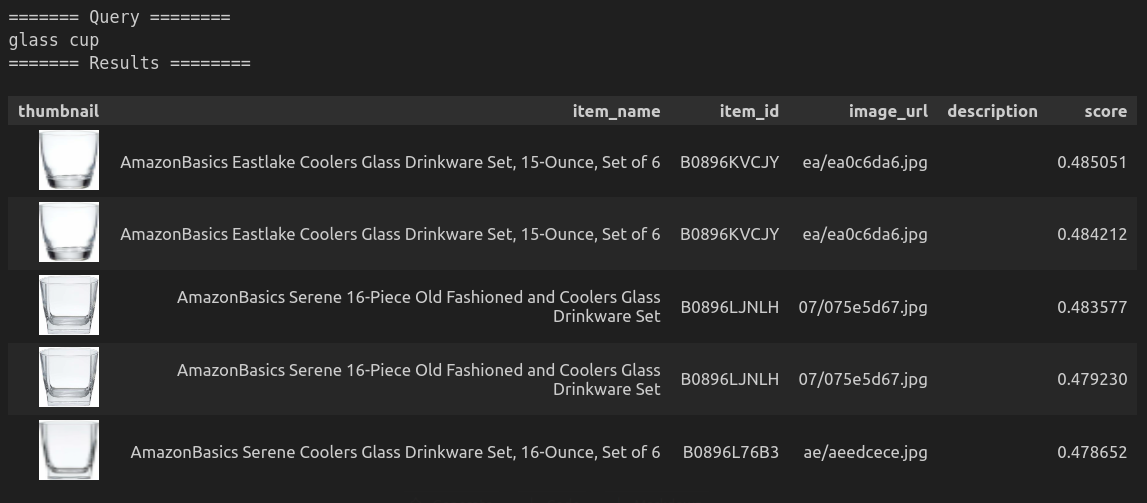 ======= Query ========
glass cup
======= Results ========
thumbnail item_name item_id image_url description score
AmazonBasics Eastlake Coolers Glass Drinkware Set, 15-Ounce, Set of 6 B0896KVCJY ea/ea0c6da6.jpg 0.485051
AmazonBasics Eastlake Coolers Glass Drinkware Set, 15-Ounce, Set of 6 B0896KVCJY ea/ea0c6da6.jpg 0.484212
AmazonBasics Serene 16-Piece Old Fashioned and Coolers Glass
Drinkware Set B0896LJNLH 07/075e5d67.jpg 0.483577
AmazonBasics Serene 16-Piece Old Fashioned and Coolers Glass
Drinkware Set B0896LJNLH 07/075e5d67.jpg 0.479230
AmazonBasics Serene Coolers Glass Drinkware Set, 16-Ounce, Set of 6 B0896L76B3 ae/aeedcece.jpg 0.478652